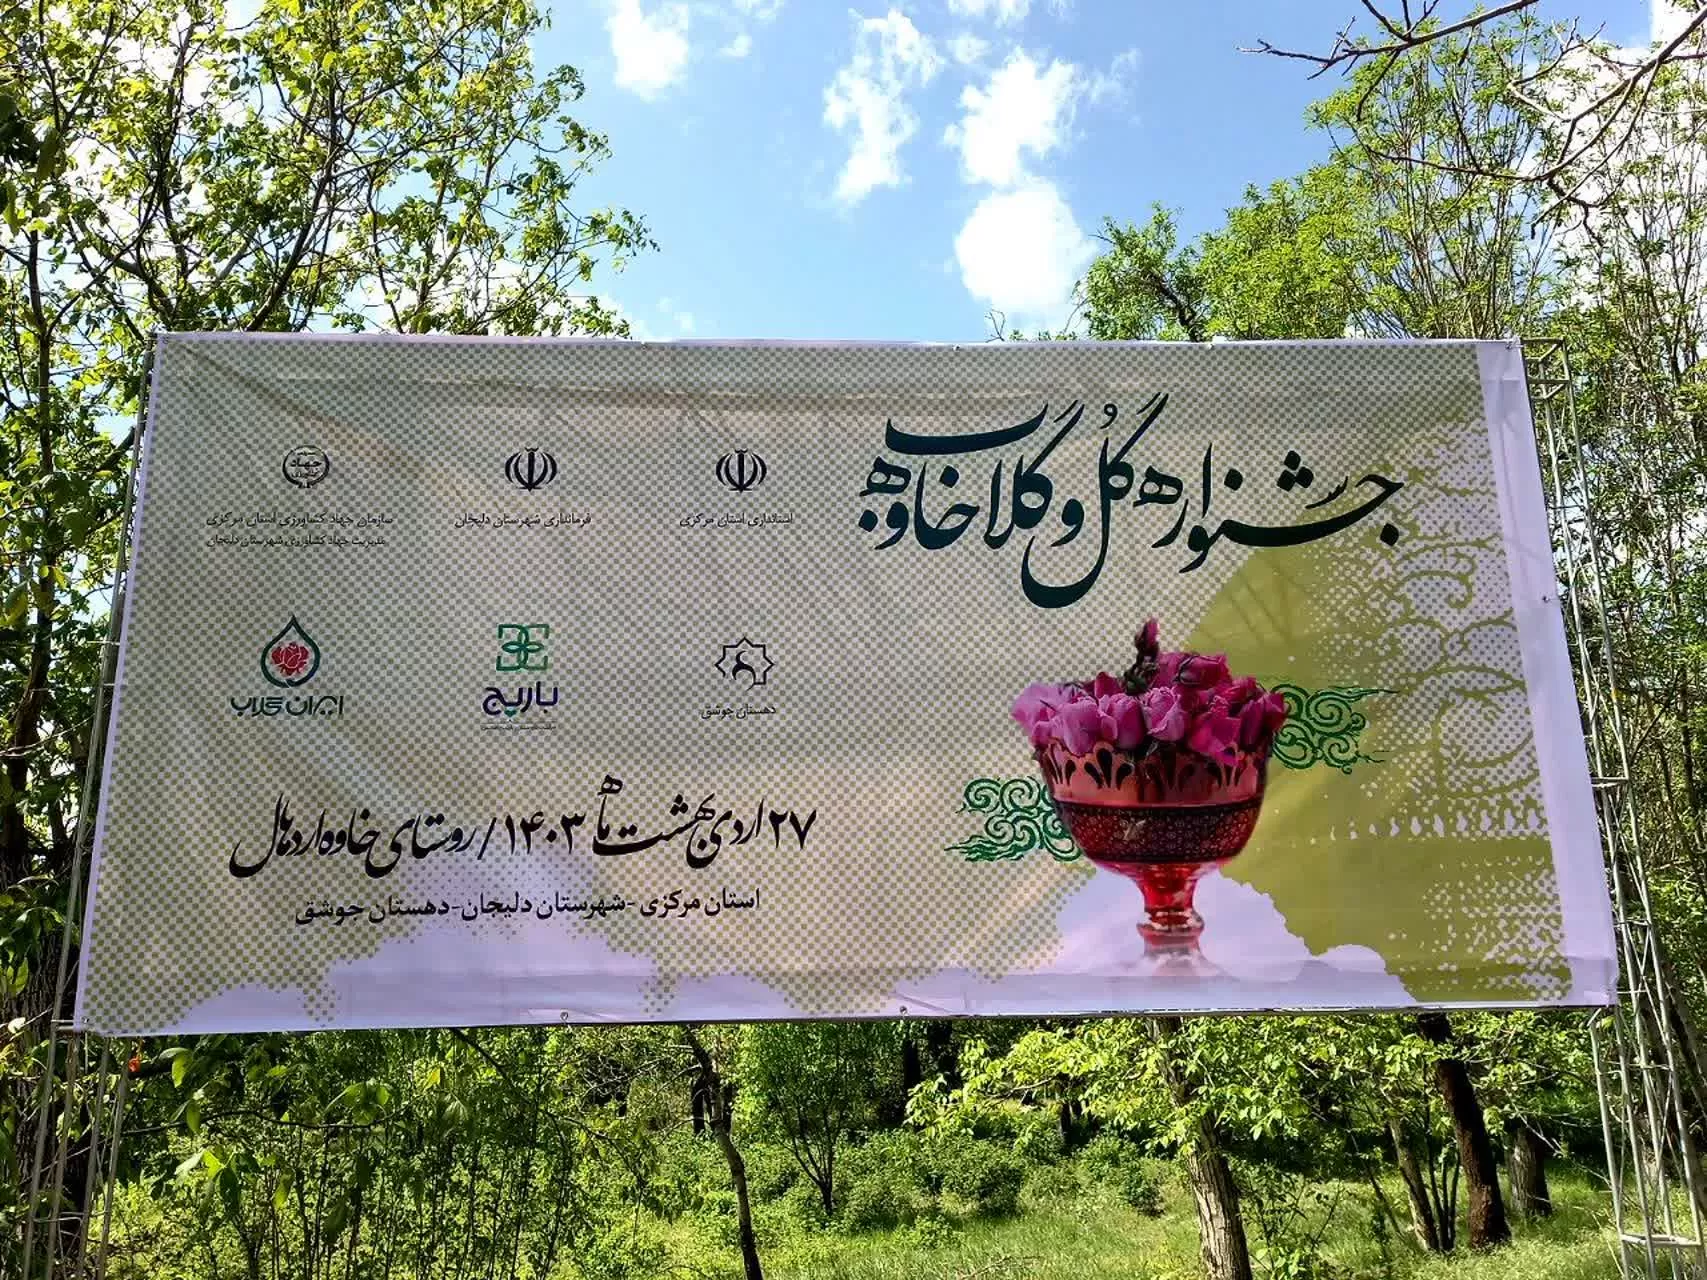 جشنواره گل و گلاب خاوه
استانداری استان مرکزی
فرمانداری شهرستان دلیجان
جهاد
سازمان جهاد کشاورزی استان مرکزی
مدیریت جهاد کشاورزی شهرستان دلیجان
دهستان جوشق
باریج
ایران گلاب
۲۷ اردیبهشت ماه ۱۴۰۳ / روستای خاوه اردهال
استان مرکزی - شهرستان دلیجان - دهستان جوشق